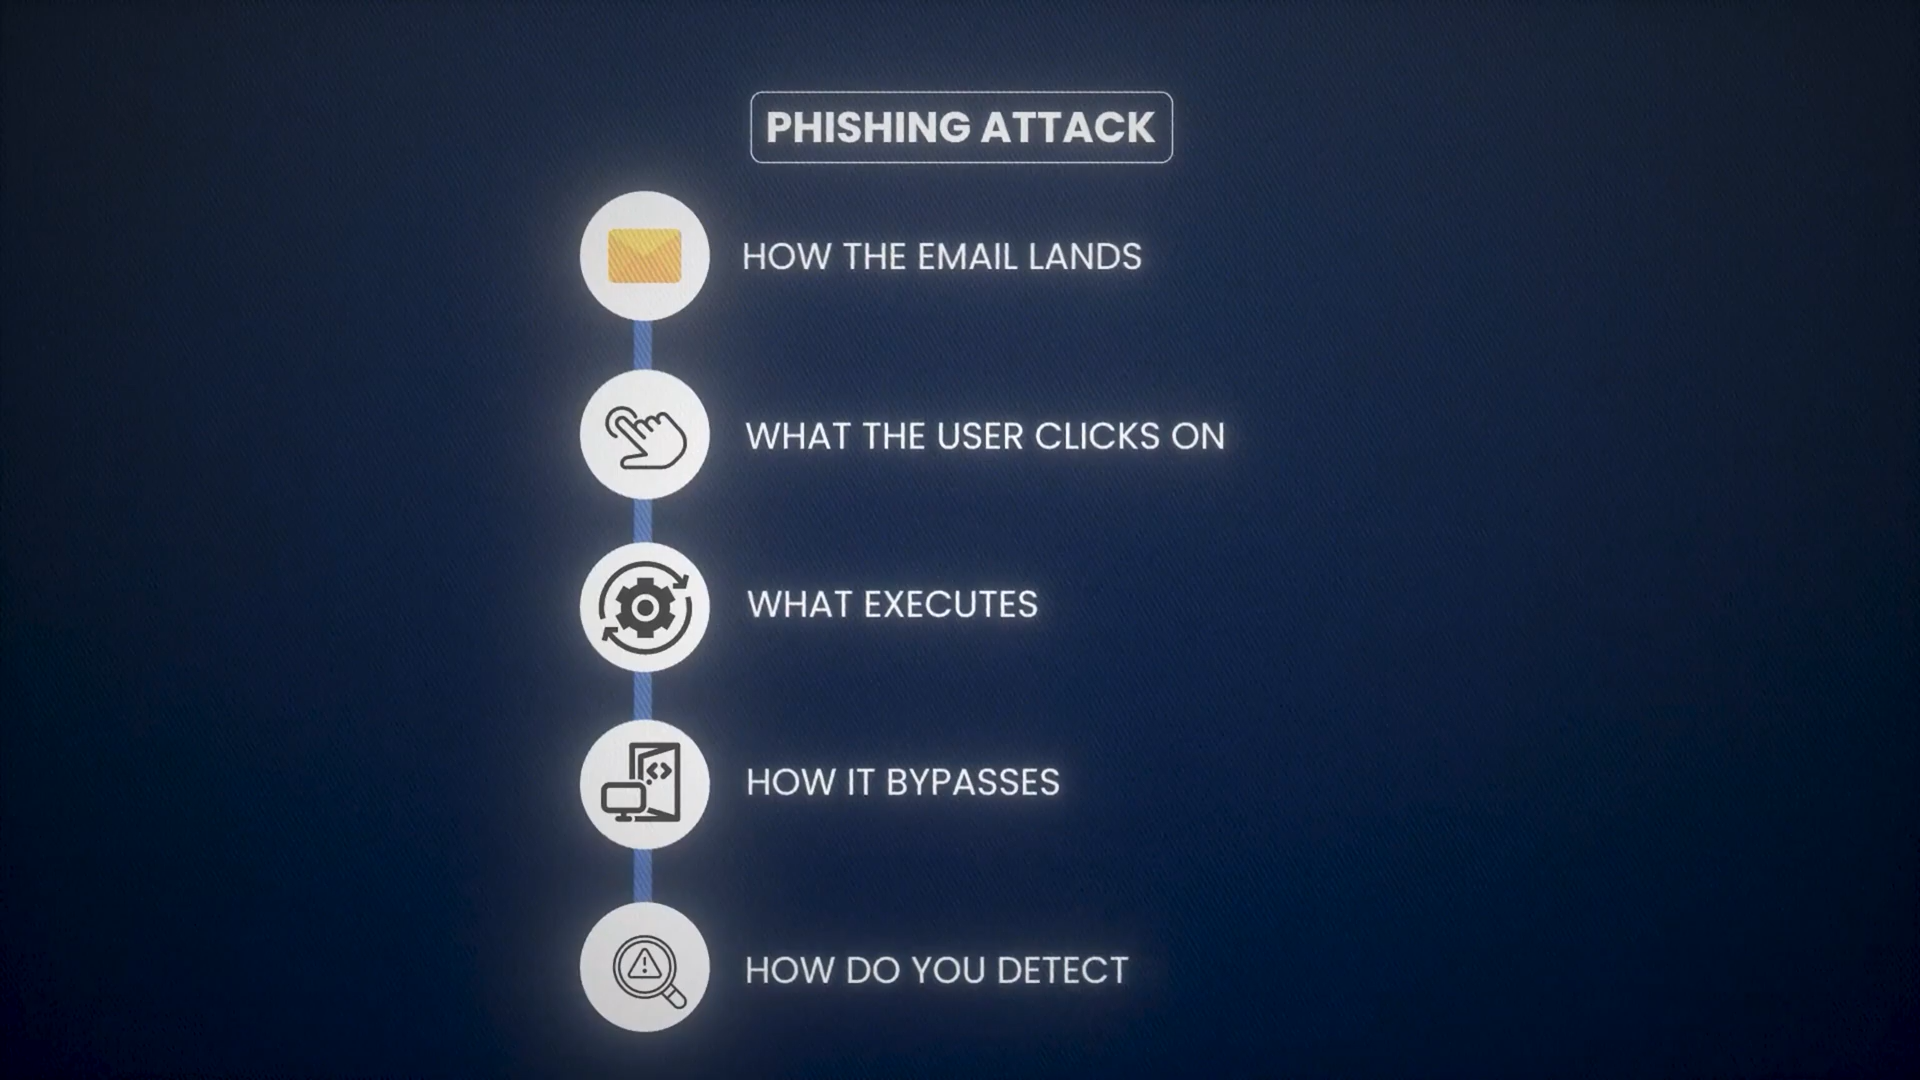 PHISHING ATTACK
HOW THE EMAIL LANDS
WHAT THE USER CLICKS ON
WHAT EXECUTES
HOW IT BYPASSES
HOW DO YOU DETECT